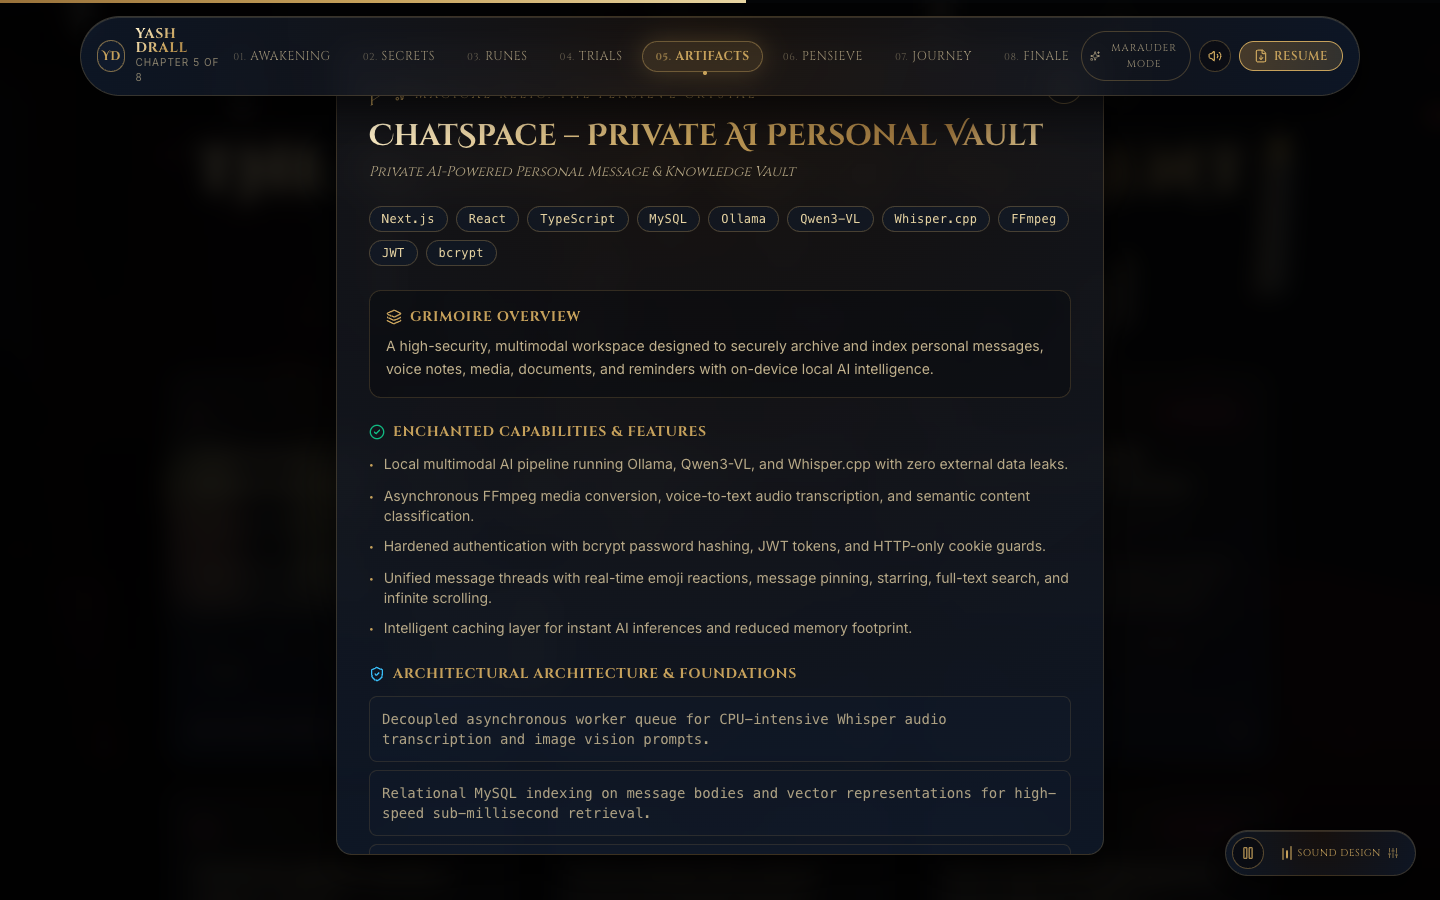 YD
YASH
DRALL
CHAPTER 5 OF
8
01. AWAKENING
02. SECRETS
03. RUNES
04. TRIALS
05. ARTIFACTS
06. PENSIEVE
07. JOURNEY
08. FINALE
MARAUDER
MODE
RESUME
ChatSpace – Private AI Personal Vault
Private AI-Powered Personal Message & Knowledge Vault
Next.js React TypeScript MySQL Ollama Qwen3-VL Whisper.cpp FFmpeg
JWT bcrypt
GRIMOIRE OVERVIEW
A high-security, multimodal workspace designed to securely archive and index personal messages,
voice notes, media, documents, and reminders with on-device local AI intelligence.
ENCHANTED CAPABILITIES & FEATURES
• Local multimodal AI pipeline running Ollama, Qwen3-VL, and Whisper.cpp with zero external data leaks.
• Asynchronous FFmpeg media conversion, voice-to-text audio transcription, and semantic content
classification.
• Hardened authentication with bcrypt password hashing, JWT tokens, and HTTP-only cookie guards.
• Unified message threads with real-time emoji reactions, message pinning, starring, full-text search, and
infinite scrolling.
• Intelligent caching layer for instant AI inferences and reduced memory footprint.
ARCHITECTURAL ARCHITECTURE & FOUNDATIONS
Decoupled asynchronous worker queue for CPU-intensive Whisper audio
transcription and image vision prompts.
Relational MySQL indexing on message bodies and vector representations for high-
speed sub-millisecond retrieval.
SOUND DESIGN